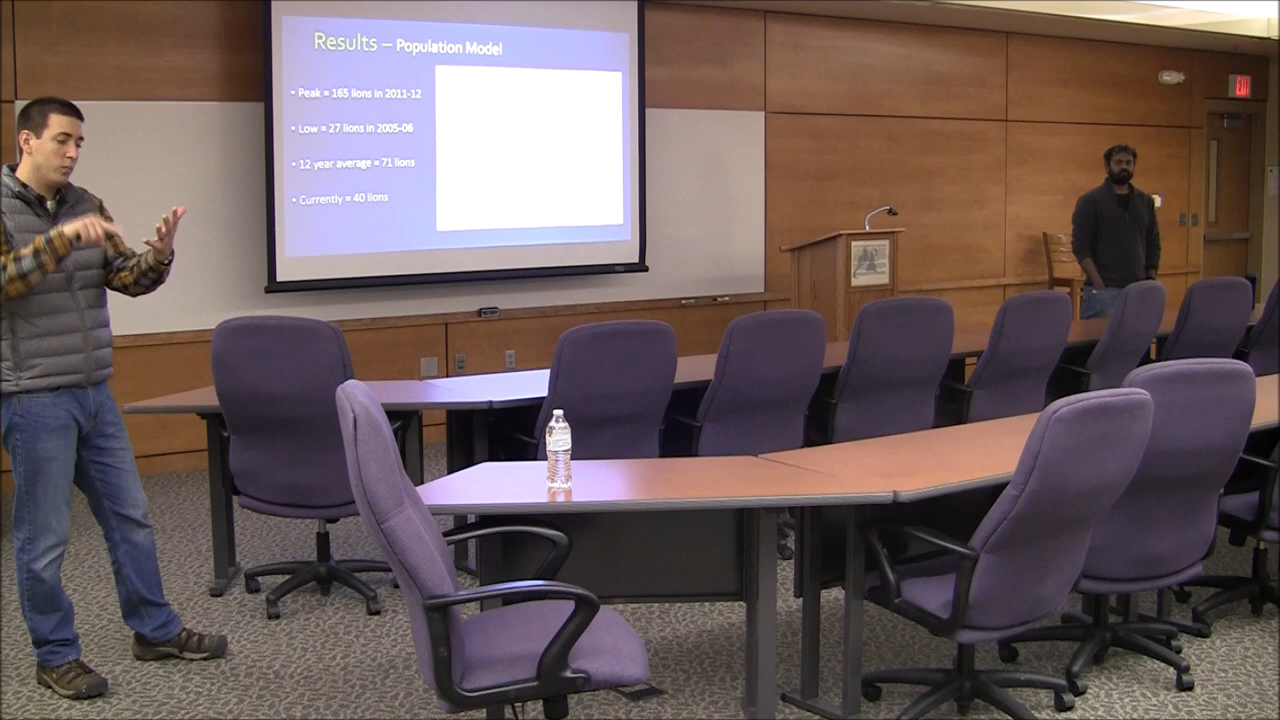 Results – Population Model
• Peak = 165 lions in 2011-12
• Low = 27 lions in 2005-06
• 12 year average = 71 lions
• Currently = 40 lions
EXIT